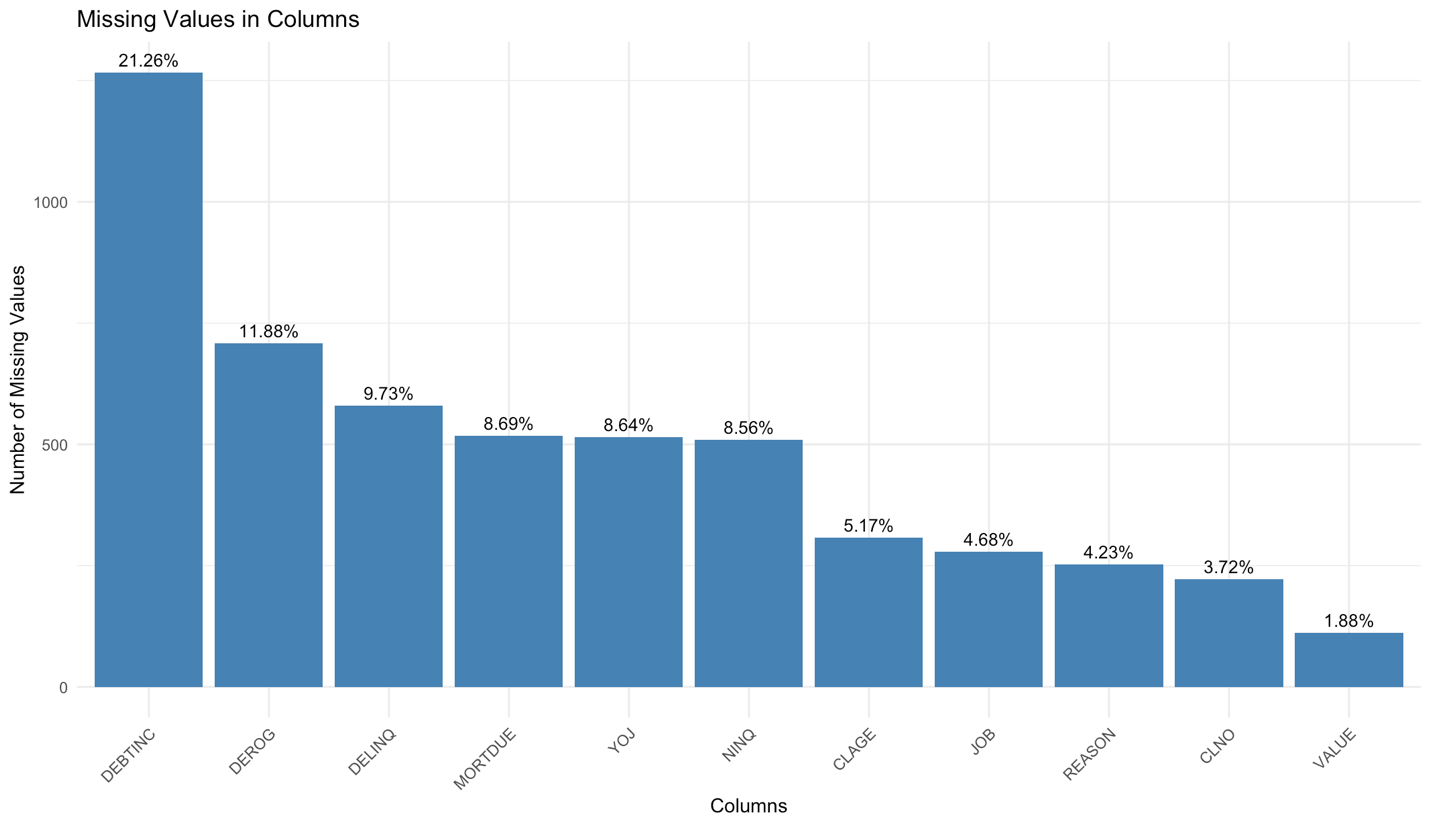 Missing Values in Columns
21.26%
11.88%
9.73%
8.69%
8.64%
8.56%
5.17%
4.68%
4.23%
3.72%
1.88%
Number of Missing Values
1000
500
0
DEBTINC
DEROG
DELINQ
MORTDUE
YOJ
NINQ
CLAGE
JOB
REASON
CLNO
VALUE
Columns